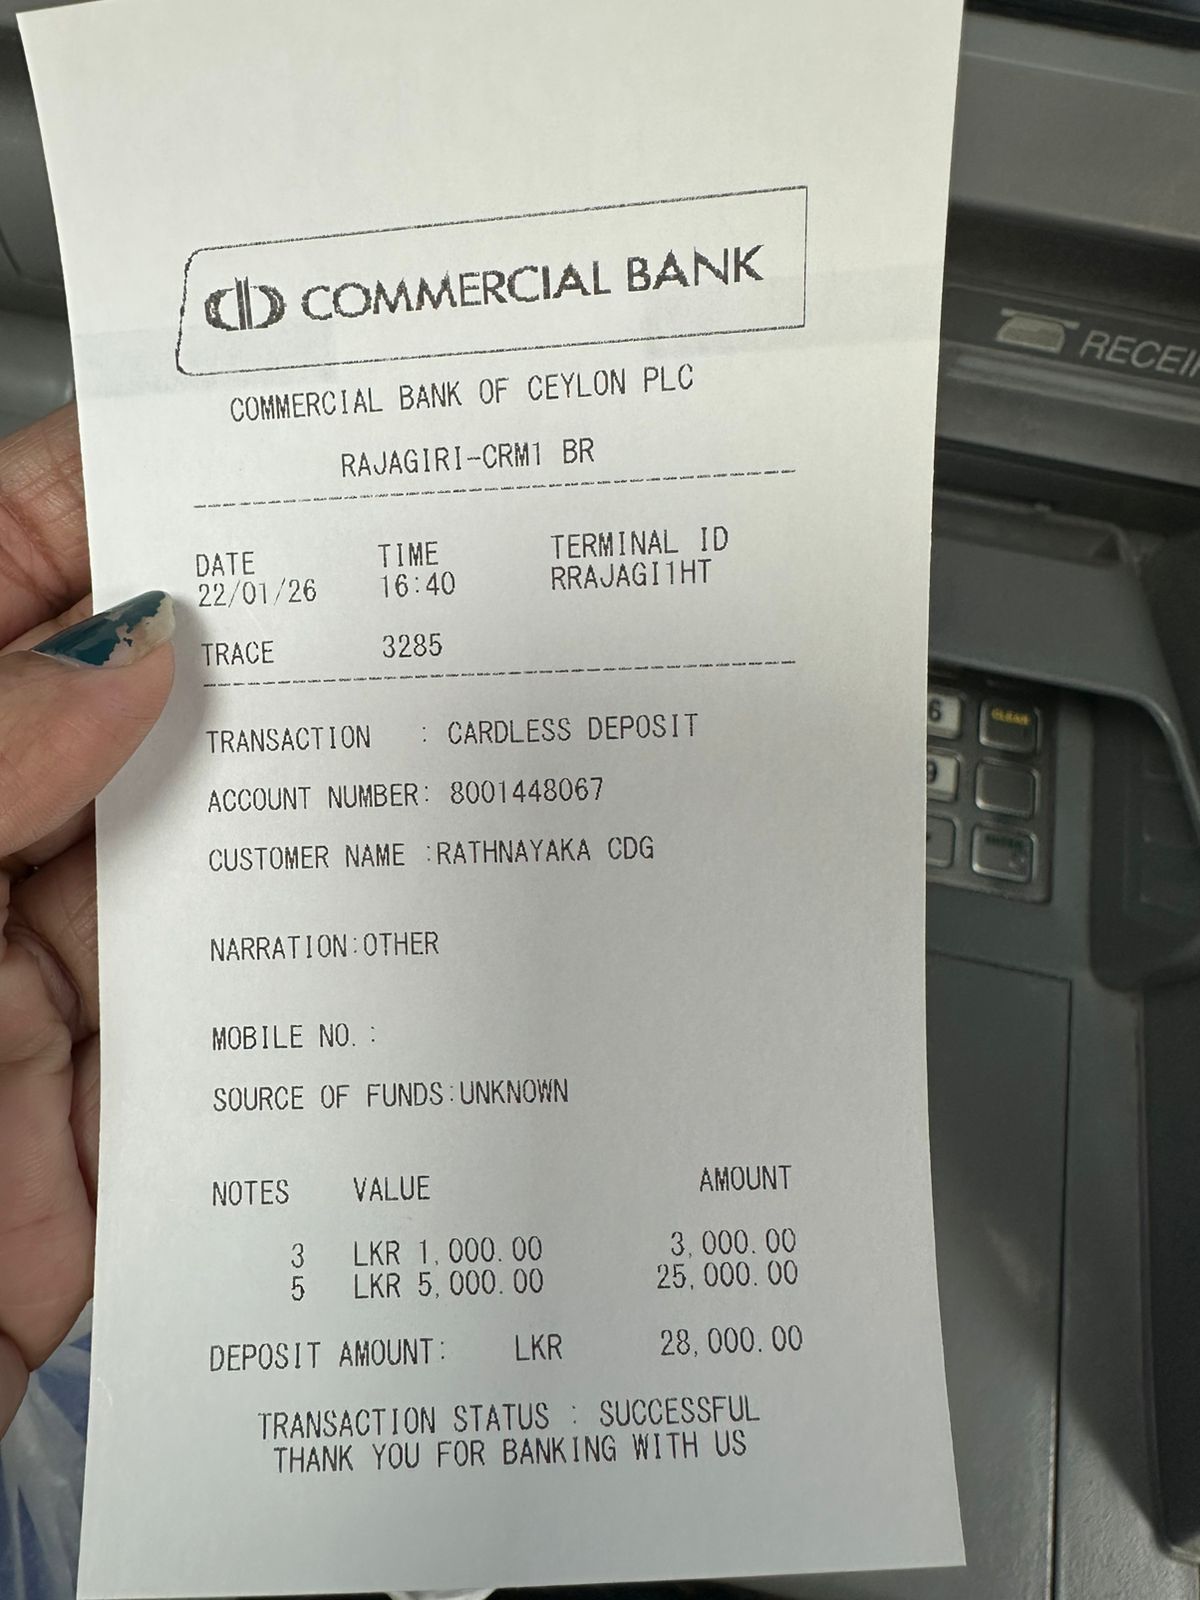 COMMERCIAL BANK
COMMERCIAL BANK OF CEYLON PLC
RAJAGIRI-CRM1 BR
DATE TIME TERMINAL ID
22/01/26 16:40 RRAJAGI1HT
TRACE 3285
TRANSACTION : CARDLESS DEPOSIT
ACCOUNT NUMBER: 8001448067
CUSTOMER NAME :RATHNAYAKA CDG
NARRATION:OTHER
MOBILE NO. :
SOURCE OF FUNDS:UNKNOWN
NOTES VALUE AMOUNT
3 LKR 1,000.00 3,000.00
5 LKR 5,000.00 25,000.00
DEPOSIT AMOUNT: LKR 28,000.00
TRANSACTION STATUS : SUCCESSFUL
THANK YOU FOR BANKING WITH US
RECEI
6 CLEAR
9